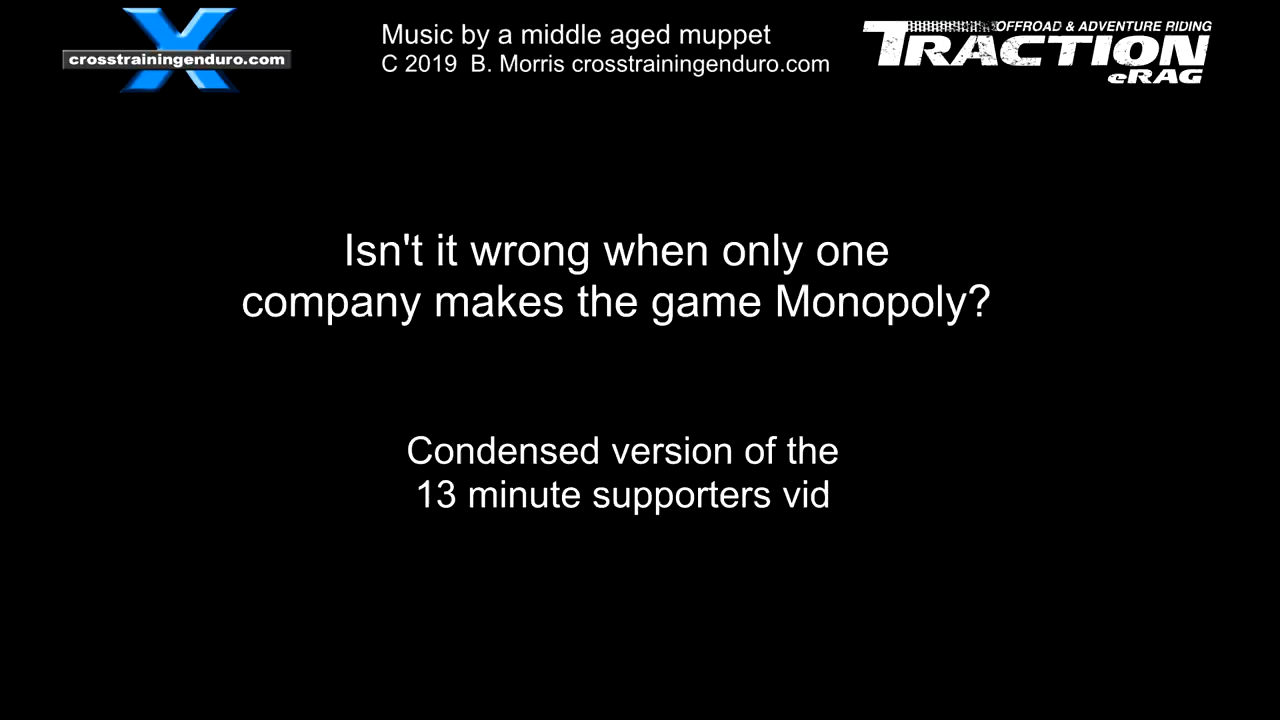 crosstrainingenduro.com
Music by a middle aged muppet
C 2019 B. Morris crosstrainingenduro.com
OFFROAD & ADVENTURE RIDING
TRACTION
eRAG
Isn't it wrong when only one
company makes the game Monopoly?
Condensed version of the
13 minute supporters vid